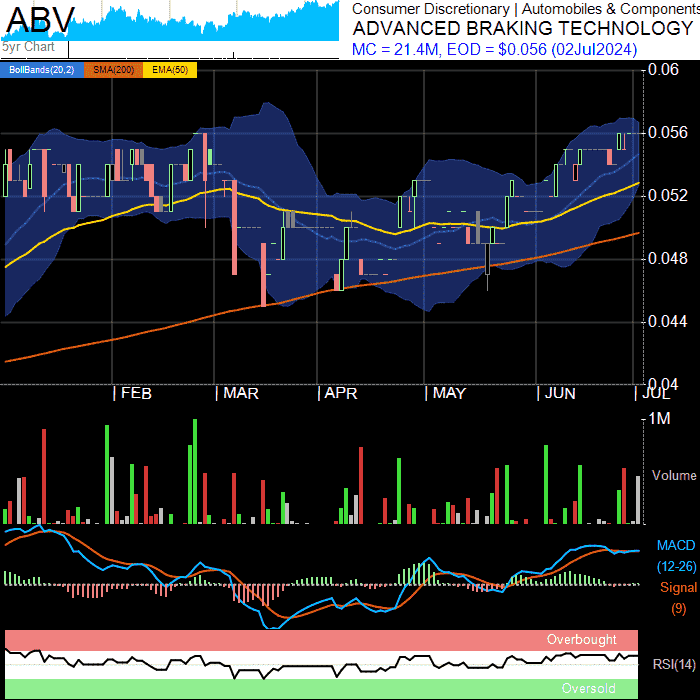 ABV
5yr Chart
Consumer Discretionary | Automobiles & Components
ADVANCED BRAKING TECHNOLOGY
MC = 21.4M, EOD = $0.056 (02Jul2024)
BollBands(20,2) SMA(200) EMA(50)
0.06
0.056
0.052
0.048
0.044
0.04
FEB MAR APR MAY JUN JUL
1M
Volume
MACD
(12-26)
Signal
(9)
Overbought
RSI(14)
Oversold